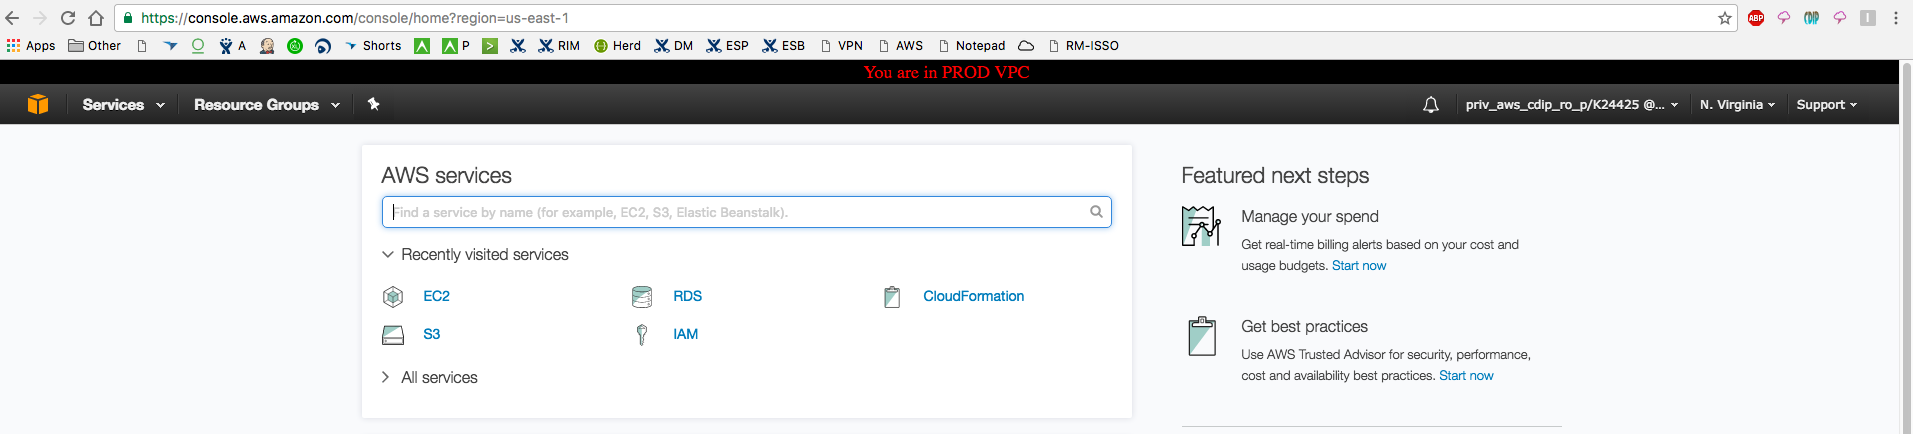 https://console.aws.amazon.com/console/home?region=us-east-1
ABP CDIP I
Apps Other A Shorts P > RIM Herd DM ESP ESB VPN AWS Notepad RM-ISSO
You are in PROD VPC
Services Resource Groups priv_aws_cdip_ro_p/K24425 @... N. Virginia Support
AWS services
Find a service by name (for example, EC2, S3, Elastic Beanstalk).
Recently visited services
EC2 RDS CloudFormation
S3 IAM
All services
Featured next steps
Manage your spend
Get real-time billing alerts based on your cost and
usage budgets. Start now
Get best practices
Use AWS Trusted Advisor for security, performance,
cost and availability best practices. Start now